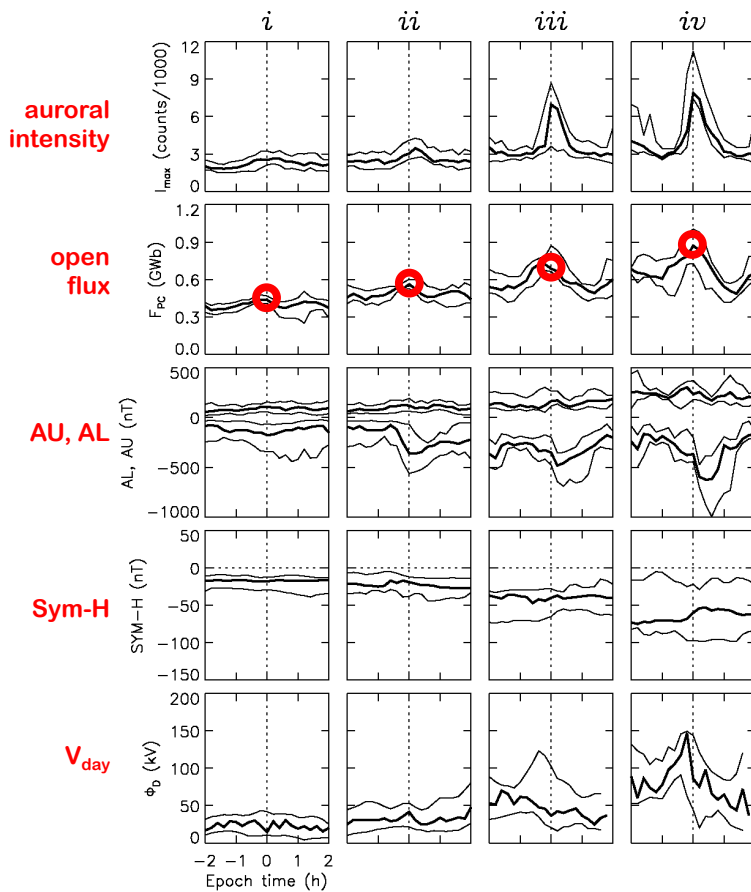 i ii iii iv
auroral
intensity
I_max (counts/1000)
12
9
6
3
0
open
flux
F_PC (GWb)
1.2
0.9
0.6
0.3
0.0
AU, AL
AL, AU (nT)
500
0
−500
−1000
Sym-H
SYM−H (nT)
50
0
−50
−100
−150
V_day
Φ_D (kV)
200
150
100
50
0
−2 −1 0 1 2
Epoch time (h)